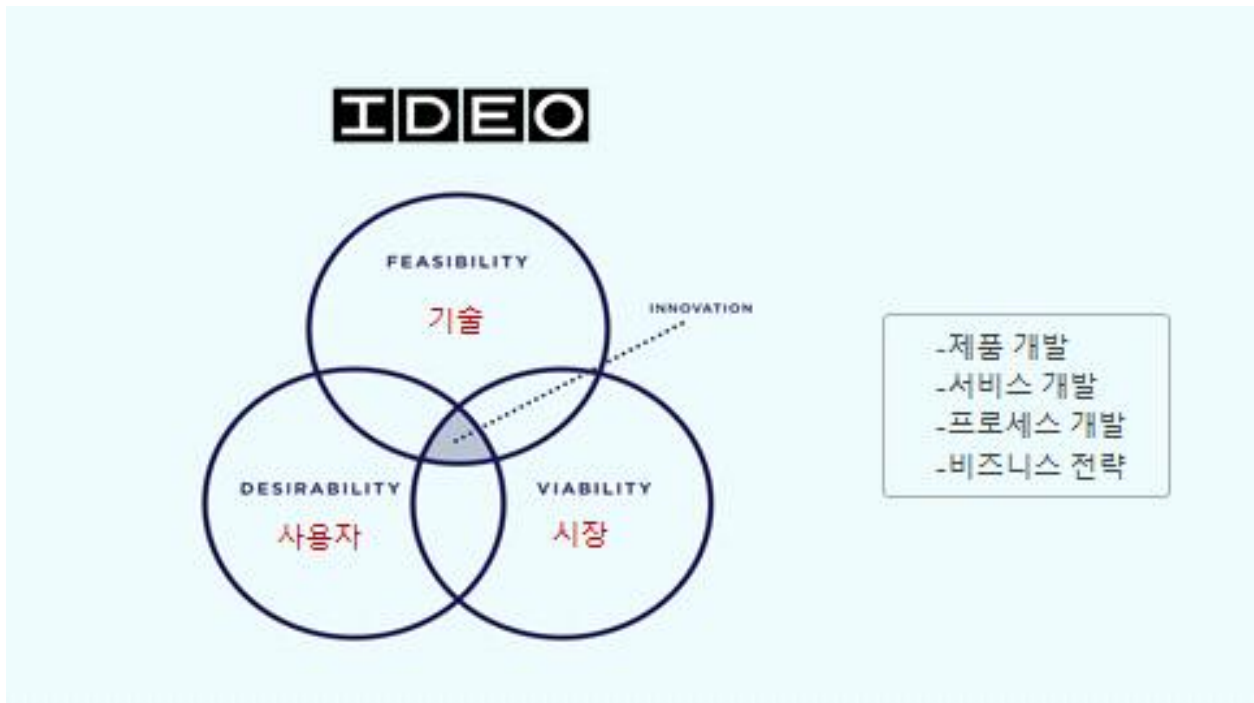 IDEO
FEASIBILITY
기술
INNOVATION
DESIRABILITY
사용자
VIABILITY
시장
-제품 개발
-서비스 개발
-프로세스 개발
-비즈니스 전략